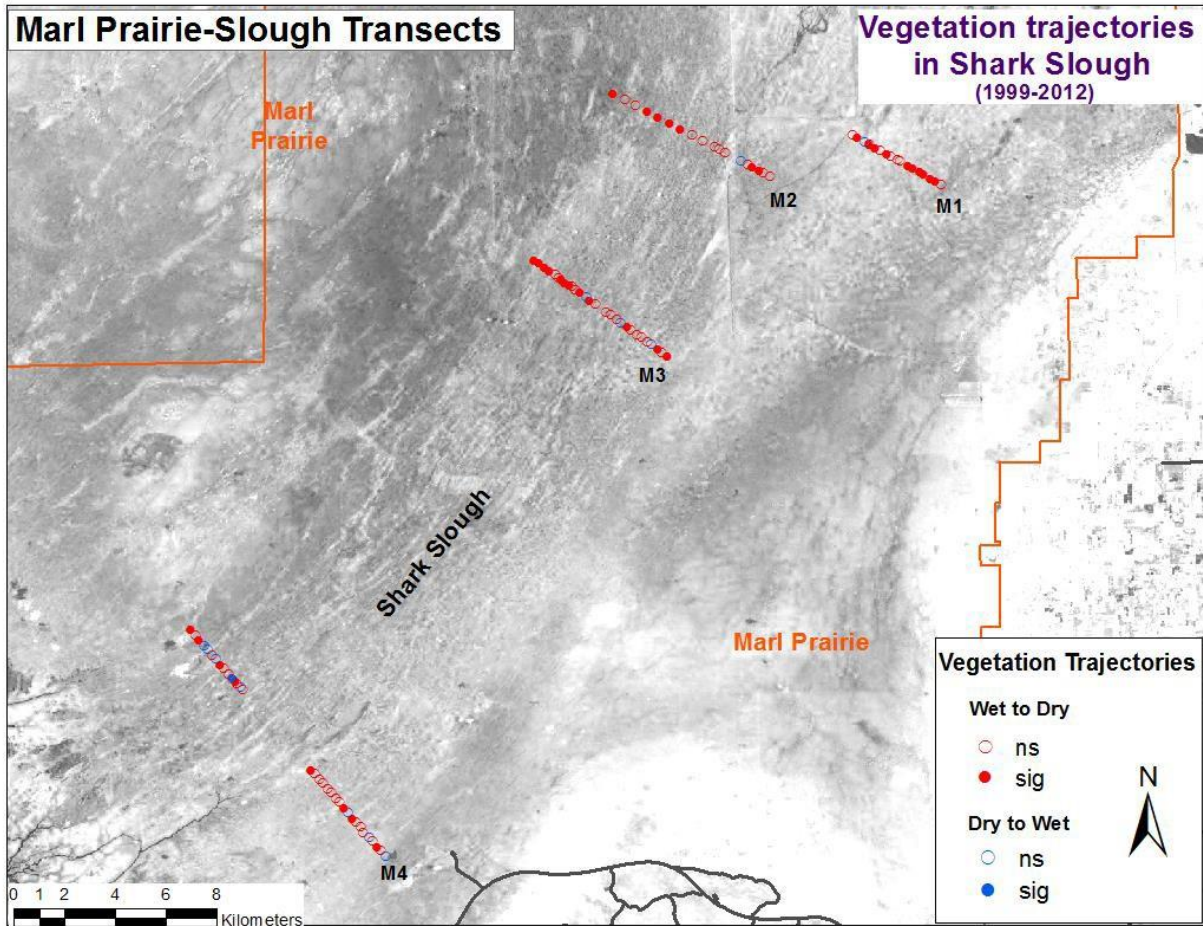 Marl Prairie-Slough Transects
Vegetation trajectories
in Shark Slough
(1999-2012)
Marl
Prairie
M2
M1
M3
Shark Slough
Marl Prairie
M4
0 1 2 4 6 8
Kilometers
Vegetation Trajectories
Wet to Dry
ns
sig
Dry to Wet
ns
sig
N